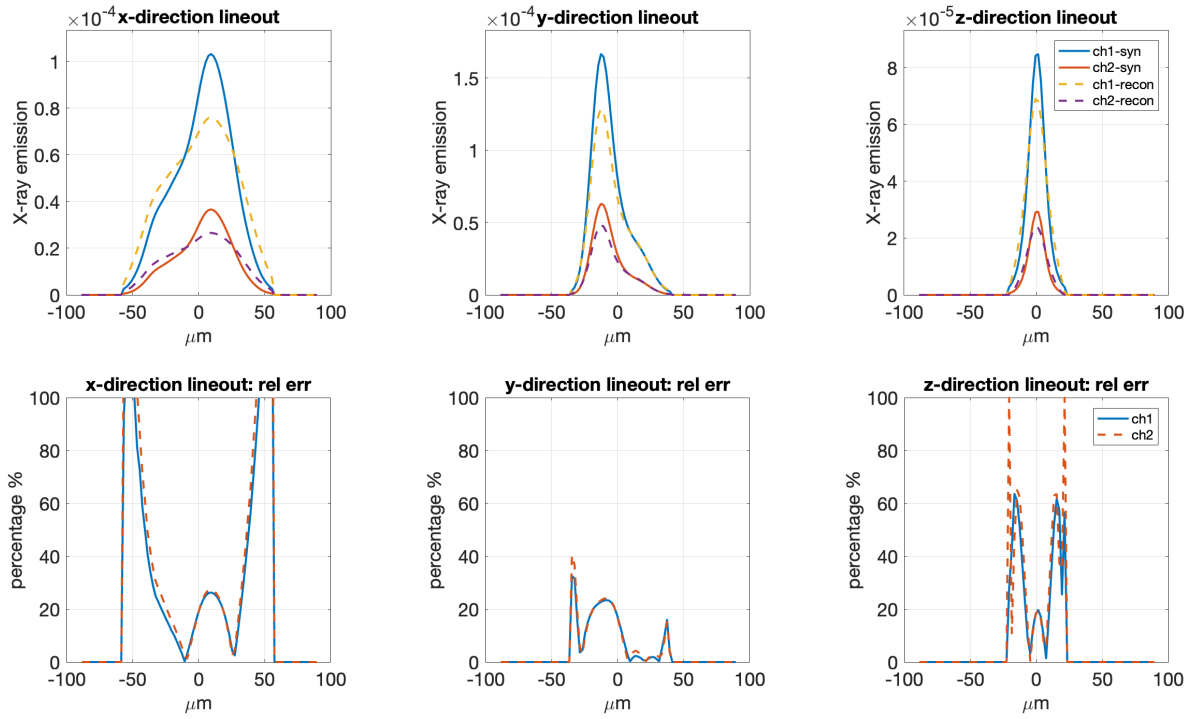 ×10⁻⁴ x-direction lineout
1
0.8
0.6
0.4
0.2
0
X-ray emission
-100 -50 0 50 100
μm
×10⁻⁴ y-direction lineout
1.5
1
0.5
0
X-ray emission
-100 -50 0 50 100
μm
×10⁻⁵ z-direction lineout
8
6
4
2
0
X-ray emission
-100 -50 0 50 100
μm
ch1-syn
ch2-syn
ch1-recon
ch2-recon
x-direction lineout: rel err
100
80
60
40
20
0
percentage %
-100 -50 0 50 100
μm
y-direction lineout: rel err
100
80
60
40
20
0
percentage %
-100 -50 0 50 100
μm
z-direction lineout: rel err
100
80
60
40
20
0
percentage %
-100 -50 0 50 100
μm
ch1
ch2